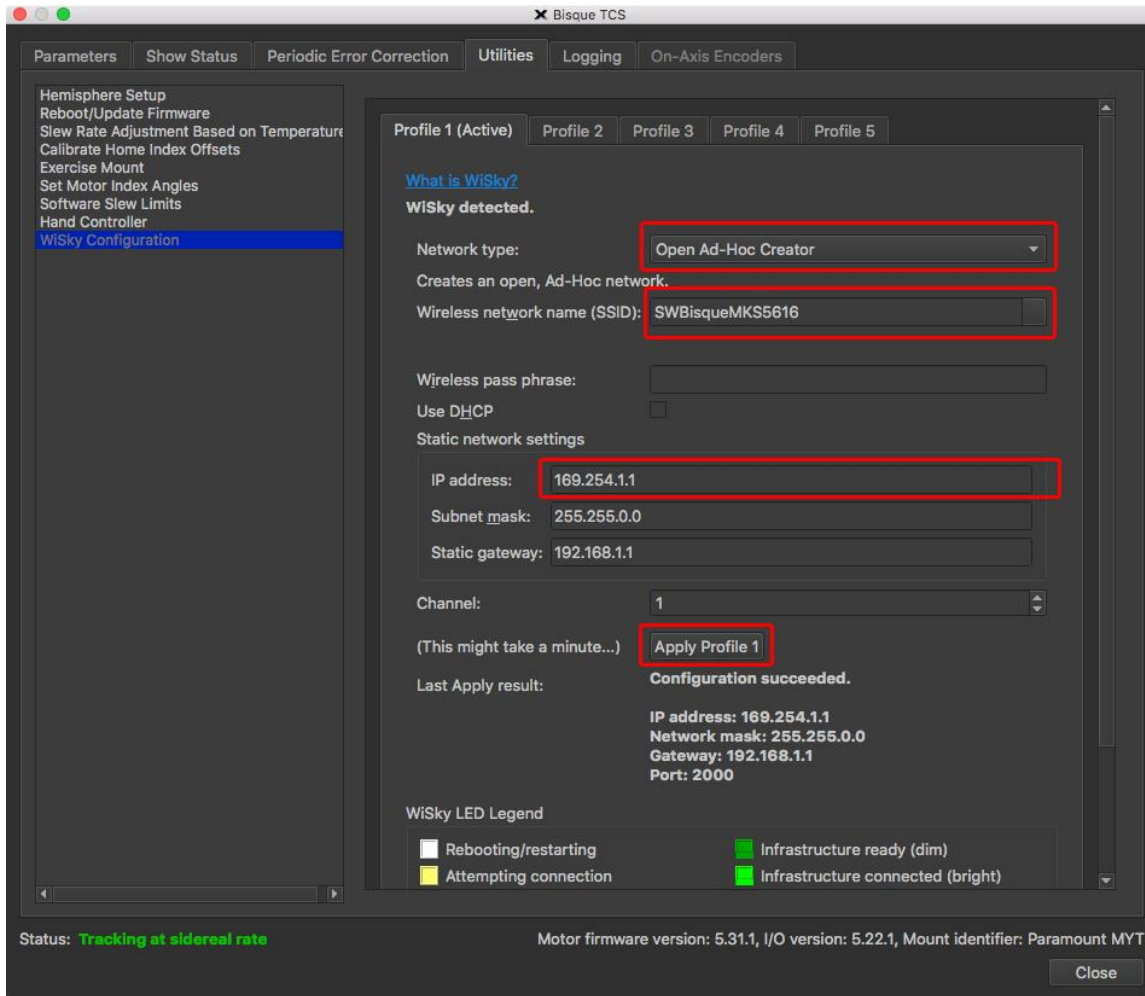 Bisque TCS
Parameters Show Status Periodic Error Correction Utilities Logging On-Axis Encoders
Hemisphere Setup
Reboot/Update Firmware
Slew Rate Adjustment Based on Temperature
Calibrate Home Index Offsets
Exercise Mount
Set Motor Index Angles
Software Slew Limits
Hand Controller
WiSky Configuration
Profile 1 (Active) Profile 2 Profile 3 Profile 4 Profile 5
What is WiSky?
WiSky detected.
Network type: Open Ad-Hoc Creator
Creates an open, Ad-Hoc network.
Wireless network name (SSID): SWBisqueMKS5616
Wireless pass phrase:
Use DHCP
Static network settings
IP address: 169.254.1.1
Subnet mask: 255.255.0.0
Static gateway: 192.168.1.1
Channel: 1
(This might take a minute...) Apply Profile 1
Last Apply result: Configuration succeeded.
IP address: 169.254.1.1
Network mask: 255.255.0.0
Gateway: 192.168.1.1
Port: 2000
WiSky LED Legend
Rebooting/restarting Infrastructure ready (dim)
Attempting connection Infrastructure connected (bright)
Status: Tracking at sidereal rate Motor firmware version: 5.31.1, I/O version: 5.22.1, Mount identifier: Paramount MYT
Close